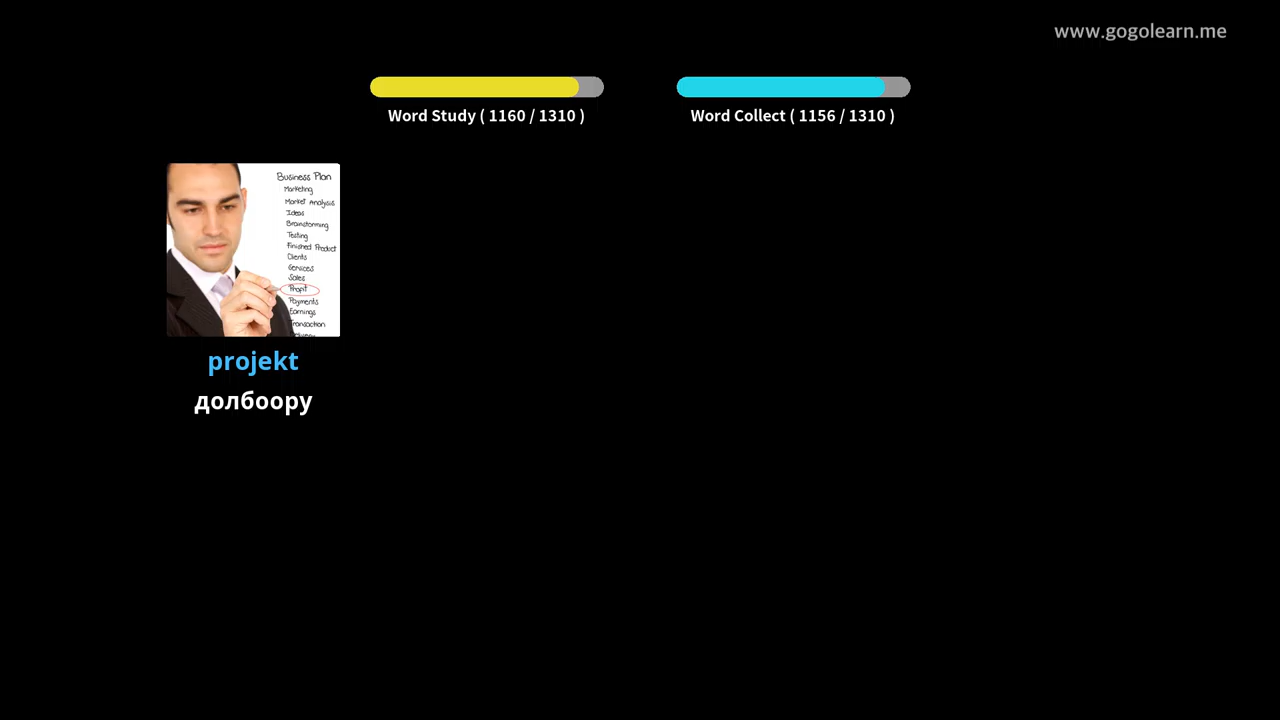 www.gogolearn.me
Word Study ( 1160 / 1310 )
Word Collect ( 1156 / 1310 )
Business Plan
Marketing
Market Analysis
Ideas
Brainstorming
Testing
Finished Product
Clients
Services
Sales
Profit
Payments
Earnings
Transaction
projekt
долбоору